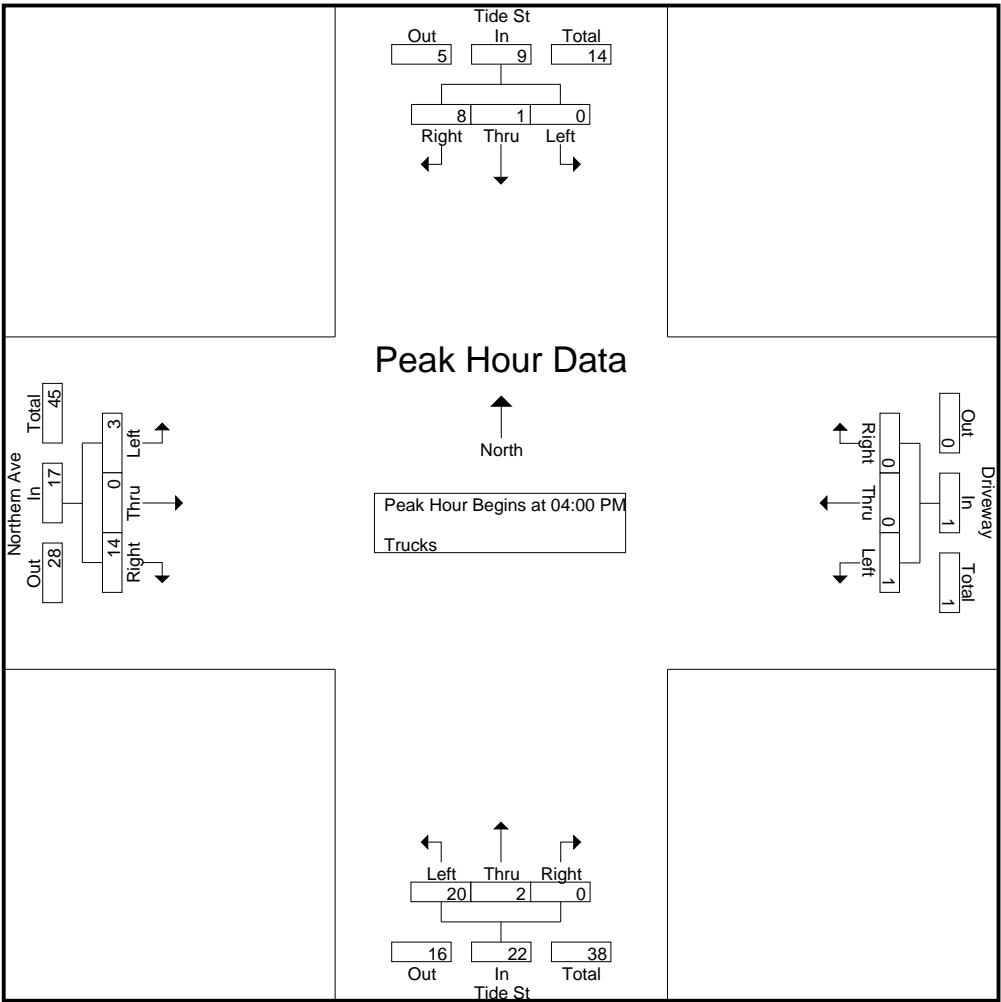 Tide St
Out In Total
5 9 14
8 1 0
Right Thru Left
Peak Hour Data
North
Peak Hour Begins at 04:00 PM
Trucks
Northern Ave
Total In Out
45 17 28
3 0 14
Left Thru Right
Driveway
Out In Total
0 1 1
0 0 1
Right Thru Left
Left Thru Right
20 2 0
16 22 38
Out In Total
Tide St